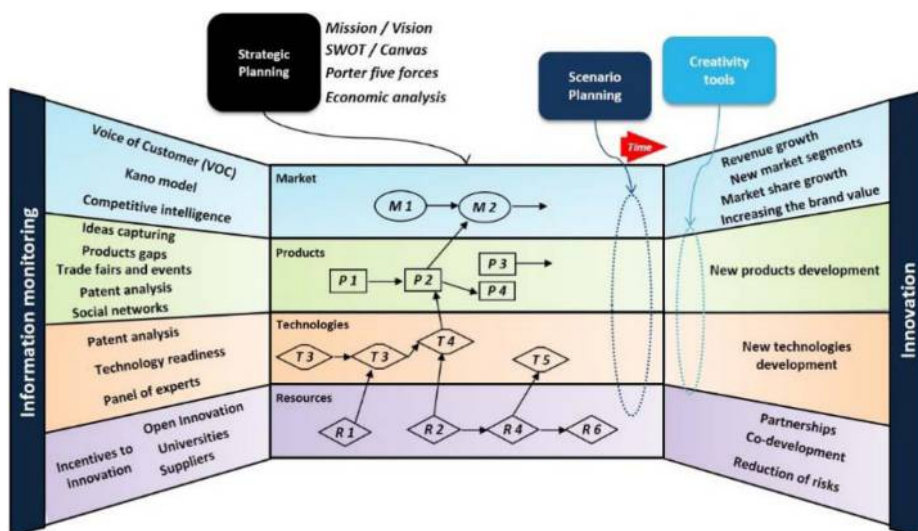 Strategic
Planning
Mission / Vision
SWOT / Canvas
Porter five forces
Economic analysis
Scenario
Planning
Creativity
tools
Time
Information monitoring
Voice of Customer (VOC)
Kano model
Competitive intelligence
Ideas capturing
Products gaps
Trade fairs and events
Patent analysis
Social networks
Patent analysis
Technology readiness
Panel of experts
Open Innovation
Incentives to
innovation
Universities
Suppliers
Market
M 1
M 2
Products
P 1
P 2
P 3
P 4
Technologies
T 3
T 3
T 4
T 5
Resources
R 1
R 2
R 4
R 6
Revenue growth
New market segments
Market share growth
Increasing the brand value
New products development
New technologies
development
Partnerships
Co-development
Reduction of risks
Innovation